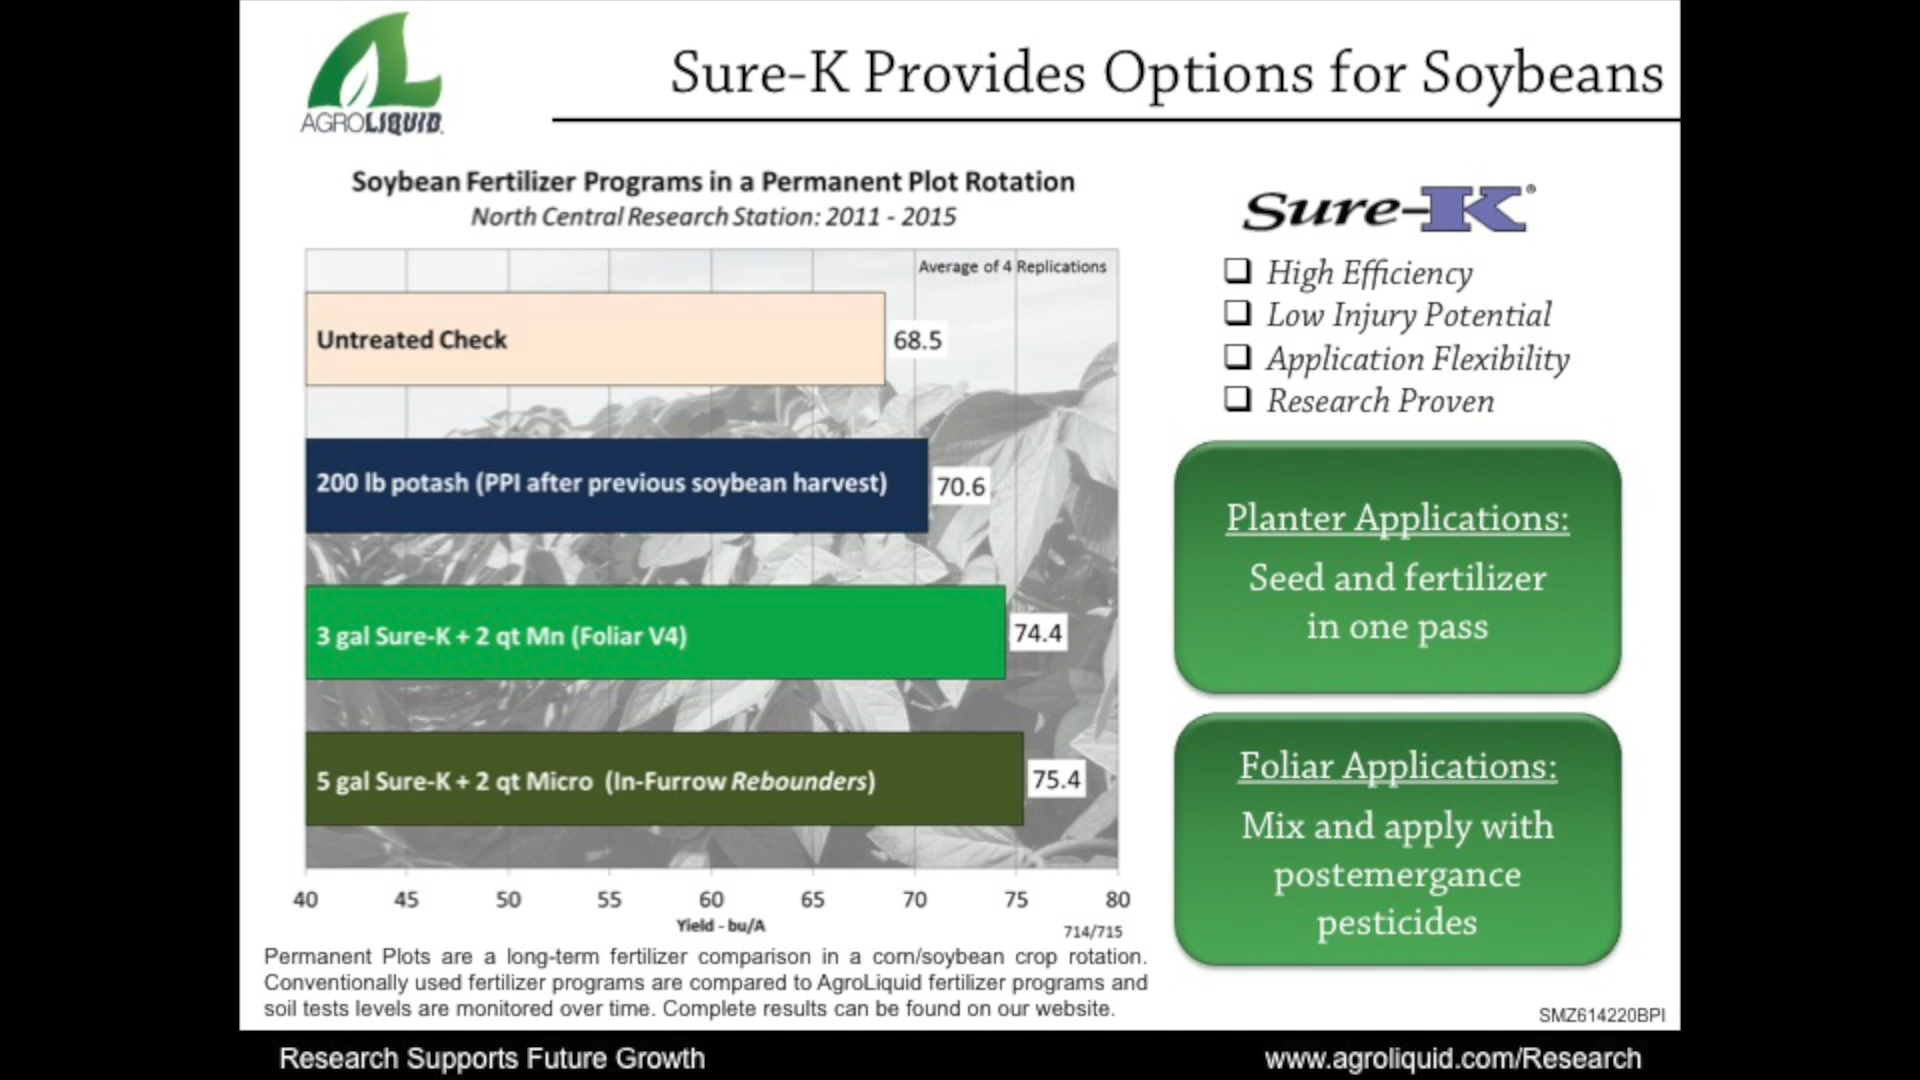 AGROLIQUID
Sure-K Provides Options for Soybeans
Soybean Fertilizer Programs in a Permanent Plot Rotation
North Central Research Station: 2011 - 2015
Average of 4 Replications
Untreated Check
68.5
200 lb potash (PPI after previous soybean harvest)
70.6
3 gal Sure-K + 2 qt Mn (Foliar V4)
74.4
5 gal Sure-K + 2 qt Micro (In-Furrow Rebounders)
75.4
40 45 50 55 60 65 70 75 80
Yield - bu/A
714/715
Permanent Plots are a long-term fertilizer comparison in a corn/soybean crop rotation.
Conventionally used fertilizer programs are compared to AgroLiquid fertilizer programs and
soil tests levels are monitored over time. Complete results can be found on our website.
Sure-K®
High Efficiency
Low Injury Potential
Application Flexibility
Research Proven
Planter Applications:
Seed and fertilizer
in one pass
Foliar Applications:
Mix and apply with
postemergance
pesticides
SMZ614220BPI
Research Supports Future Growth
www.agroliquid.com/Research